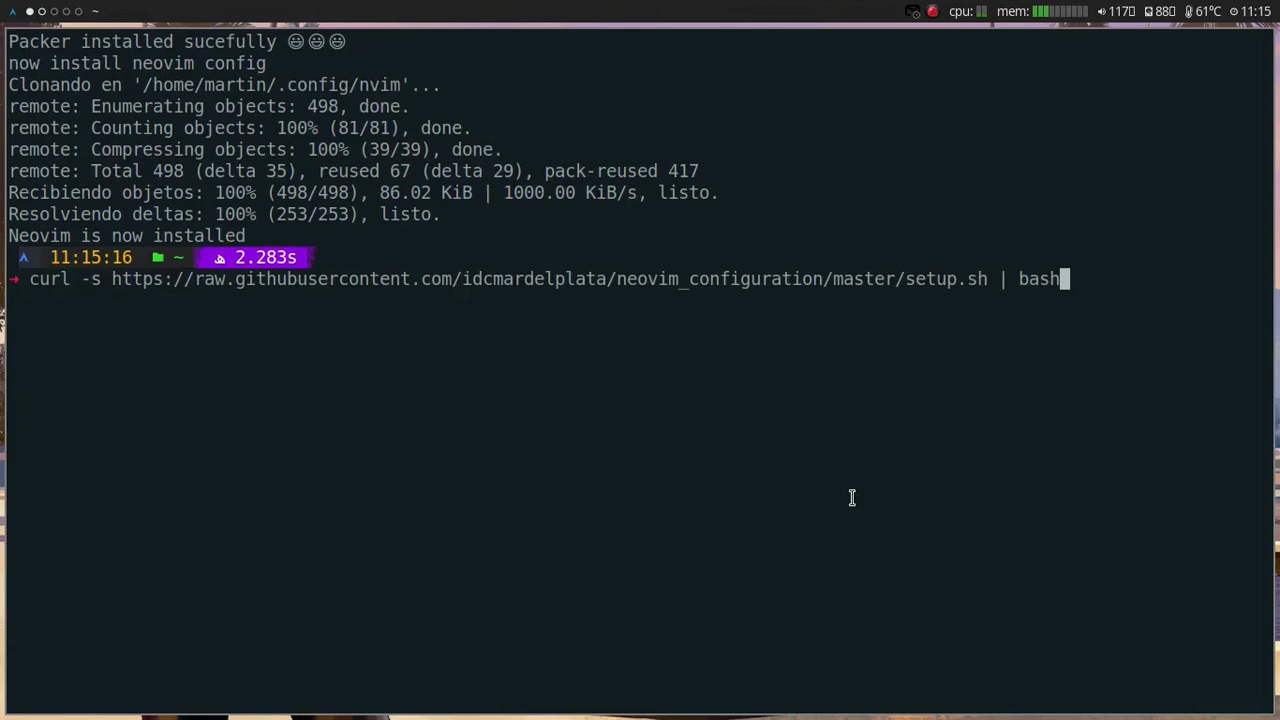 ~ cpu: mem: 117 88 61°C 11:15
Packer installed sucefully 😃😃😃
now install neovim config
Clonando en '/home/martin/.config/nvim'...
remote: Enumerating objects: 498, done.
remote: Counting objects: 100% (81/81), done.
remote: Compressing objects: 100% (39/39), done.
remote: Total 498 (delta 35), reused 67 (delta 29), pack-reused 417
Recibiendo objetos: 100% (498/498), 86.02 KiB | 1000.00 KiB/s, listo.
Resolviendo deltas: 100% (253/253), listo.
Neovim is now installed
11:15:16 ~ 2.283s
➜ curl -s https://raw.githubusercontent.com/idcmardelplata/neovim_configuration/master/setup.sh | bash